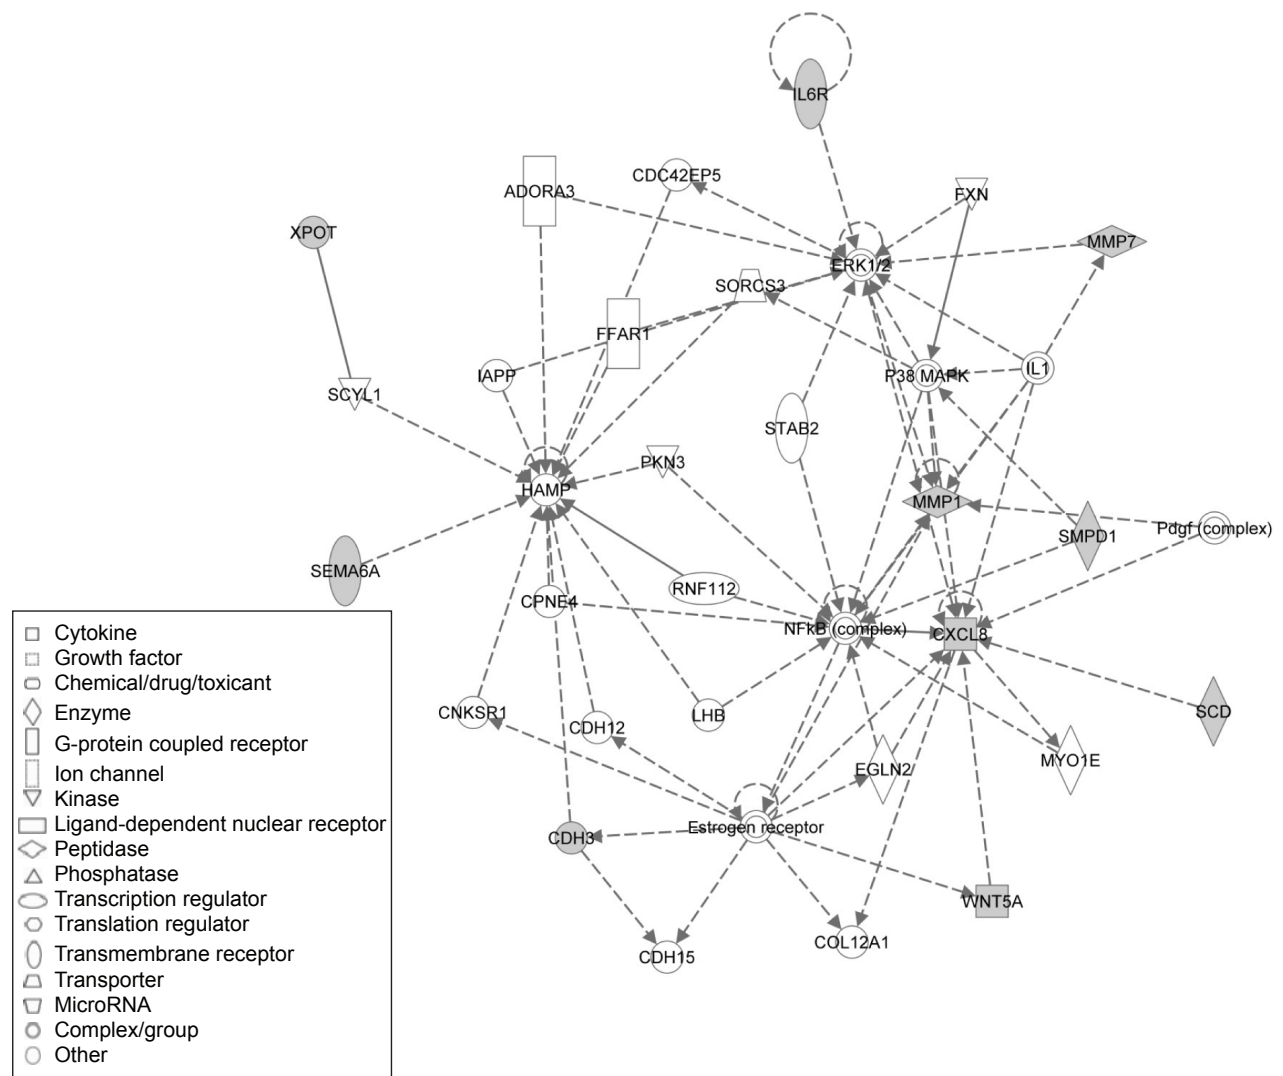 IL6R
CDC42EP5
ADORA3
FXN
XPOT
MMP7
ERK1/2
SORCS3
FFAR1
IAPP
P38 MAPK
IL1
SCYL1
STAB2
PKN3
HAMP
MMP1
Pdgf (complex)
SMPD1
SEMA6A
RNF112
CPNE4
NFkB (complex)
CXCL8
CNKSR1
CDH12
LHB
SCD
MYO1E
EGLN2
Estrogen receptor
CDH3
WNT5A
COL12A1
CDH15
Cytokine
Growth factor
Chemical/drug/toxicant
Enzyme
G-protein coupled receptor
Ion channel
Kinase
Ligand-dependent nuclear receptor
Peptidase
Phosphatase
Transcription regulator
Translation regulator
Transmembrane receptor
Transporter
MicroRNA
Complex/group
Other